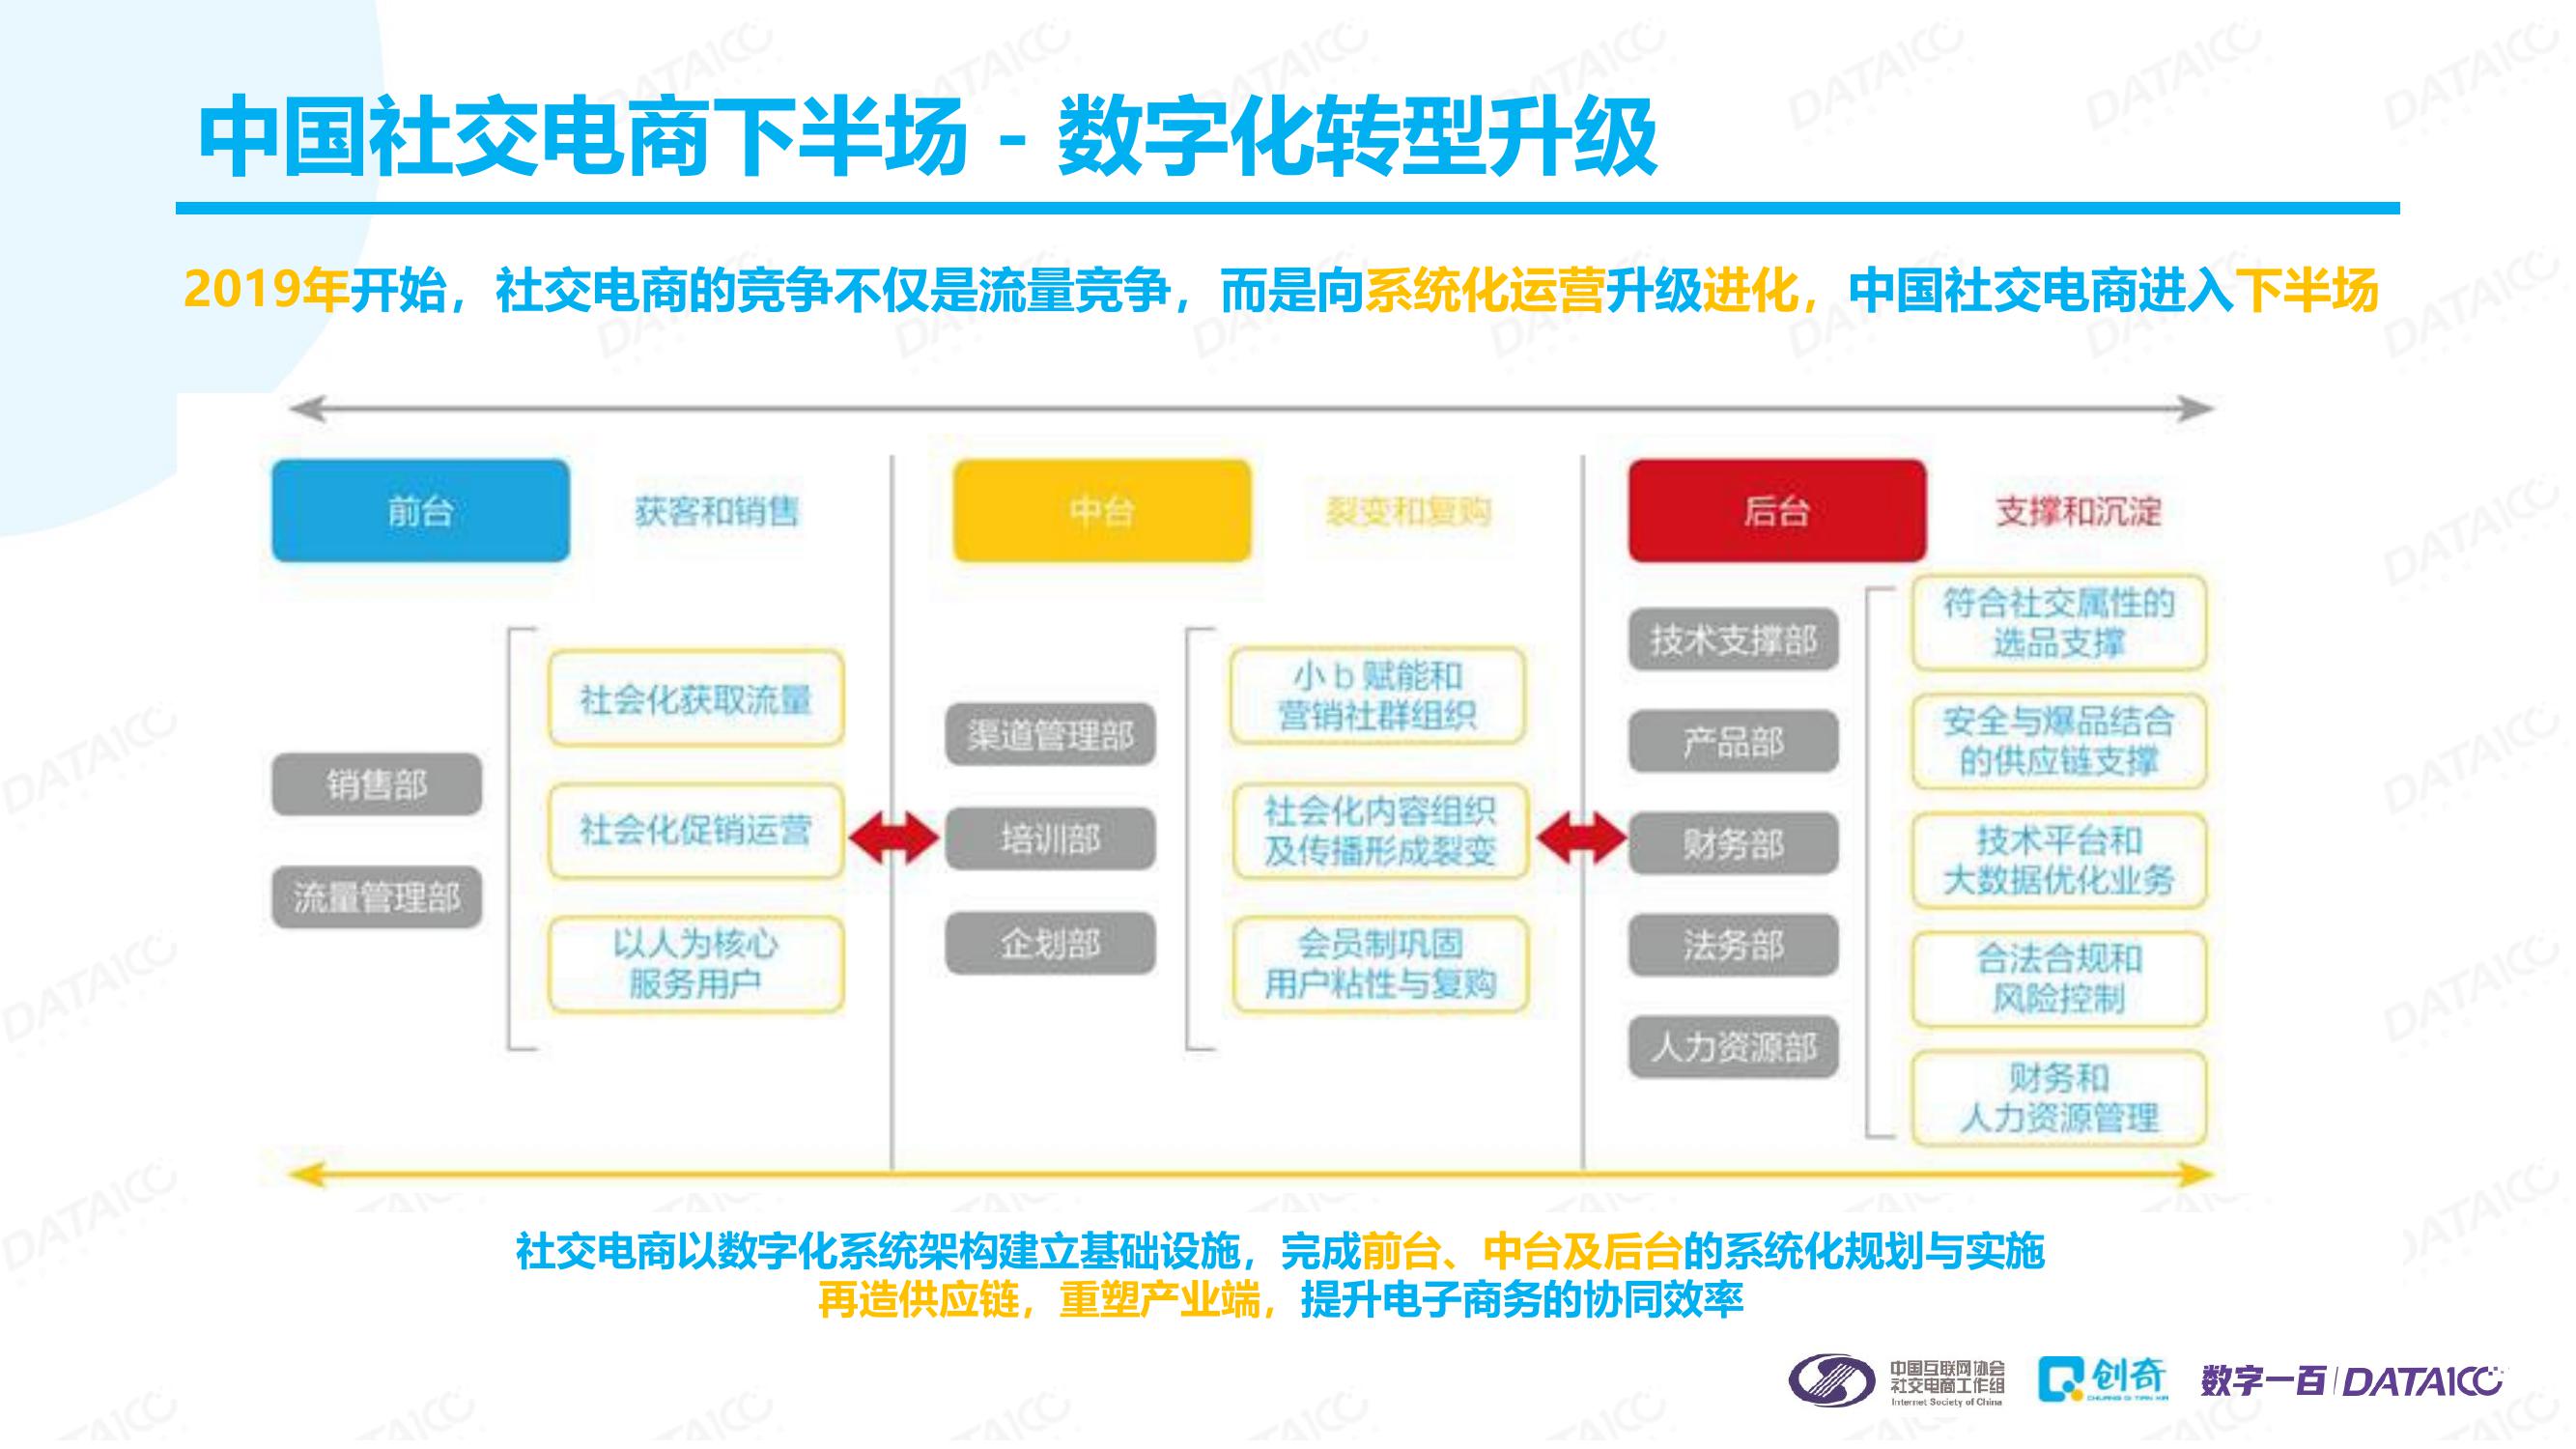 中国社交电商下半场 - 数字化转型升级
2019年开始，社交电商的竞争不仅是流量竞争，而是向系统化运营升级进化，中国社交电商进入下半场
前台
获客和销售
销售部
流量管理部
社会化获取流量
社会化促销运营
以人为核心
服务用户
中台
裂变和复购
渠道管理部
培训部
企划部
小 b 赋能和
营销社群组织
社会化内容组织
及传播形成裂变
会员制巩固
用户粘性与复购
后台
支撑和沉淀
技术支撑部
产品部
财务部
法务部
人力资源部
符合社交属性的
选品支撑
安全与爆品结合
的供应链支撑
技术平台和
大数据优化业务
合法合规和
风险控制
财务和
人力资源管理
社交电商以数字化系统架构建立基础设施，完成前台、中台及后台的系统化规划与实施
再造供应链，重塑产业端，提升电子商务的协同效率
中国互联网协会
社交电商工作组
Internet Society of China
创奇
CHUANG QI TIAN XIA
数字一百 | DATA100